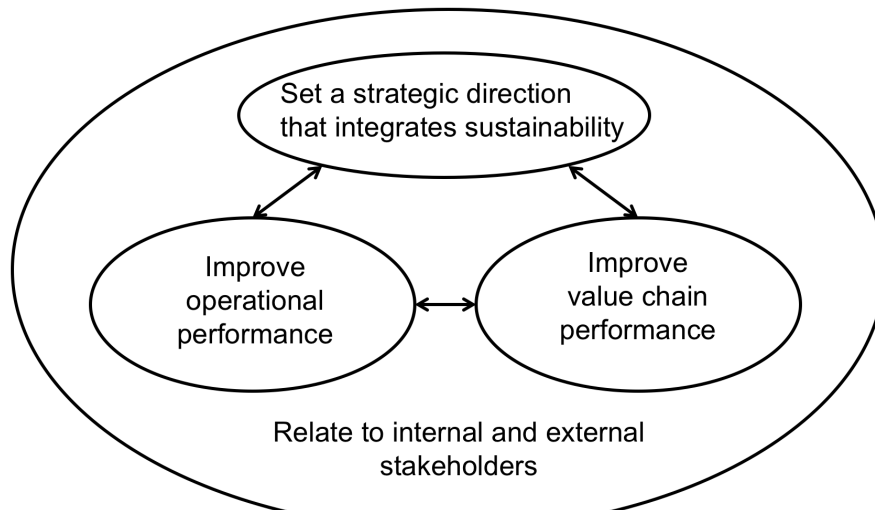 Set a strategic direction
that integrates sustainability
Improve
operational
performance
Improve
value chain
performance
Relate to internal and external
stakeholders